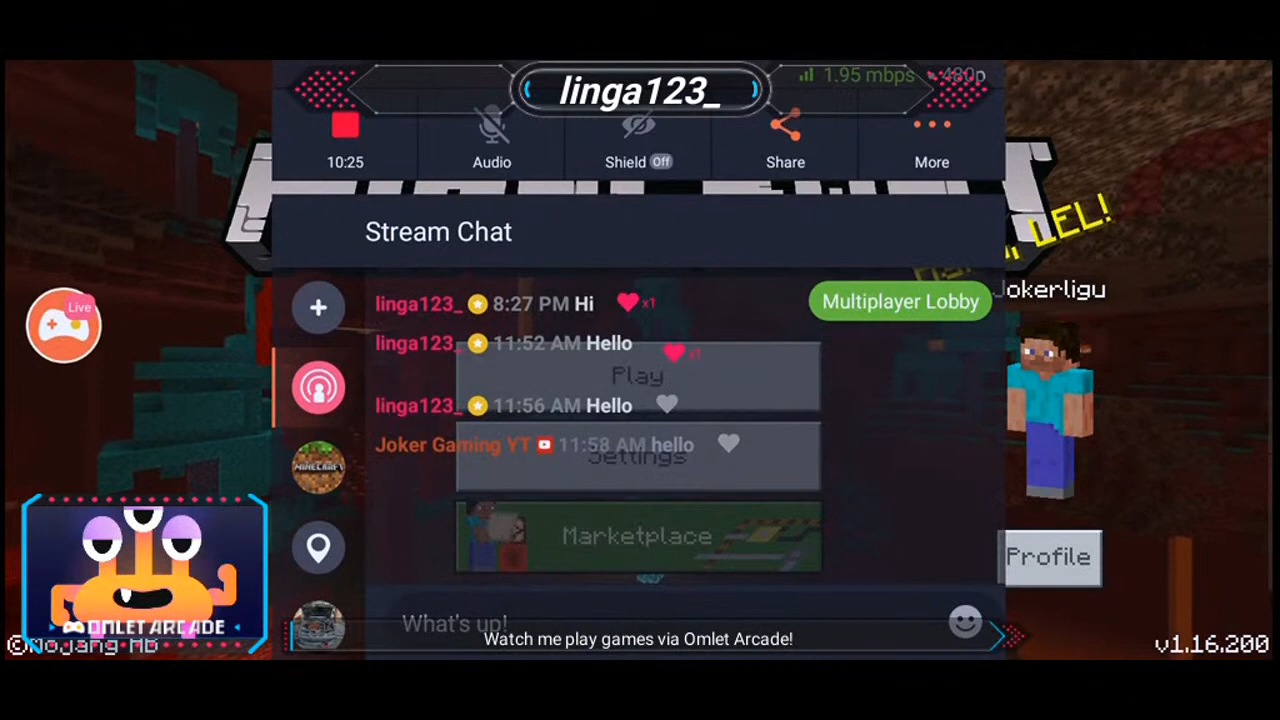 linga123_
1.95 mbps 480p
10:25
Audio
Shield Off
Share
More
LEL!
Stream Chat
Live
Jokerligu
linga123_ 8:27 PM Hi x1
Multiplayer Lobby
linga123_ 11:52 AM Hello x1
Play
linga123_ 11:56 AM Hello
Joker Gaming YT 11:58 AM hello
Settings
MINECRAFT
Marketplace
Profile
OMLET ARCADE
What's up!
Watch me play games via Omlet Arcade!
©Mojang AB
v1.16.200